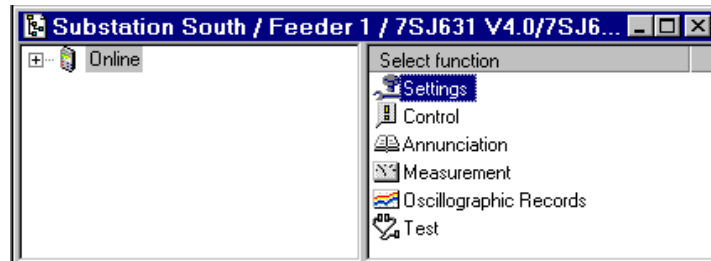 Substation South / Feeder 1 / 7SJ631 V4.0/7SJ6...
Online
Select function
Settings
Control
Annunciation
Measurement
Oscillographic Records
Test